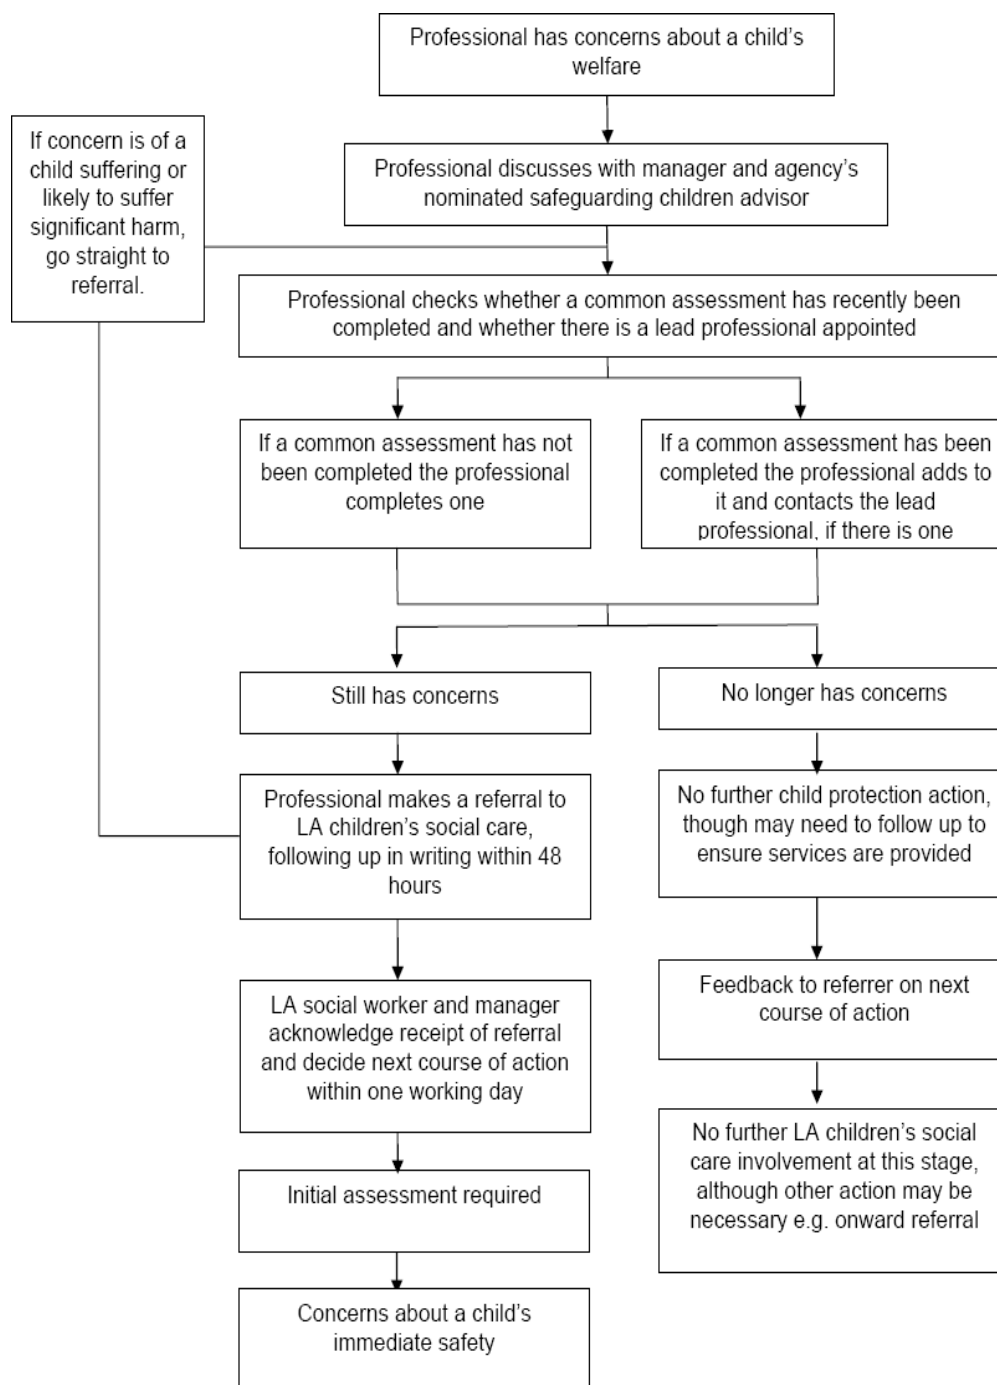 Professional has concerns about a child's
welfare
If concern is of a
child suffering or
likely to suffer
significant harm,
go straight to
referral.
Professional discusses with manager and agency's
nominated safeguarding children advisor
Professional checks whether a common assessment has recently been
completed and whether there is a lead professional appointed
If a common assessment has not
been completed the professional
completes one
If a common assessment has been
completed the professional adds to
it and contacts the lead
professional, if there is one
Still has concerns
No longer has concerns
Professional makes a referral to
LA children's social care,
following up in writing within 48
hours
No further child protection action,
though may need to follow up to
ensure services are provided
LA social worker and manager
acknowledge receipt of referral
and decide next course of action
within one working day
Feedback to referrer on next
course of action
Initial assessment required
No further LA children's social
care involvement at this stage,
although other action may be
necessary e.g. onward referral
Concerns about a child's
immediate safety